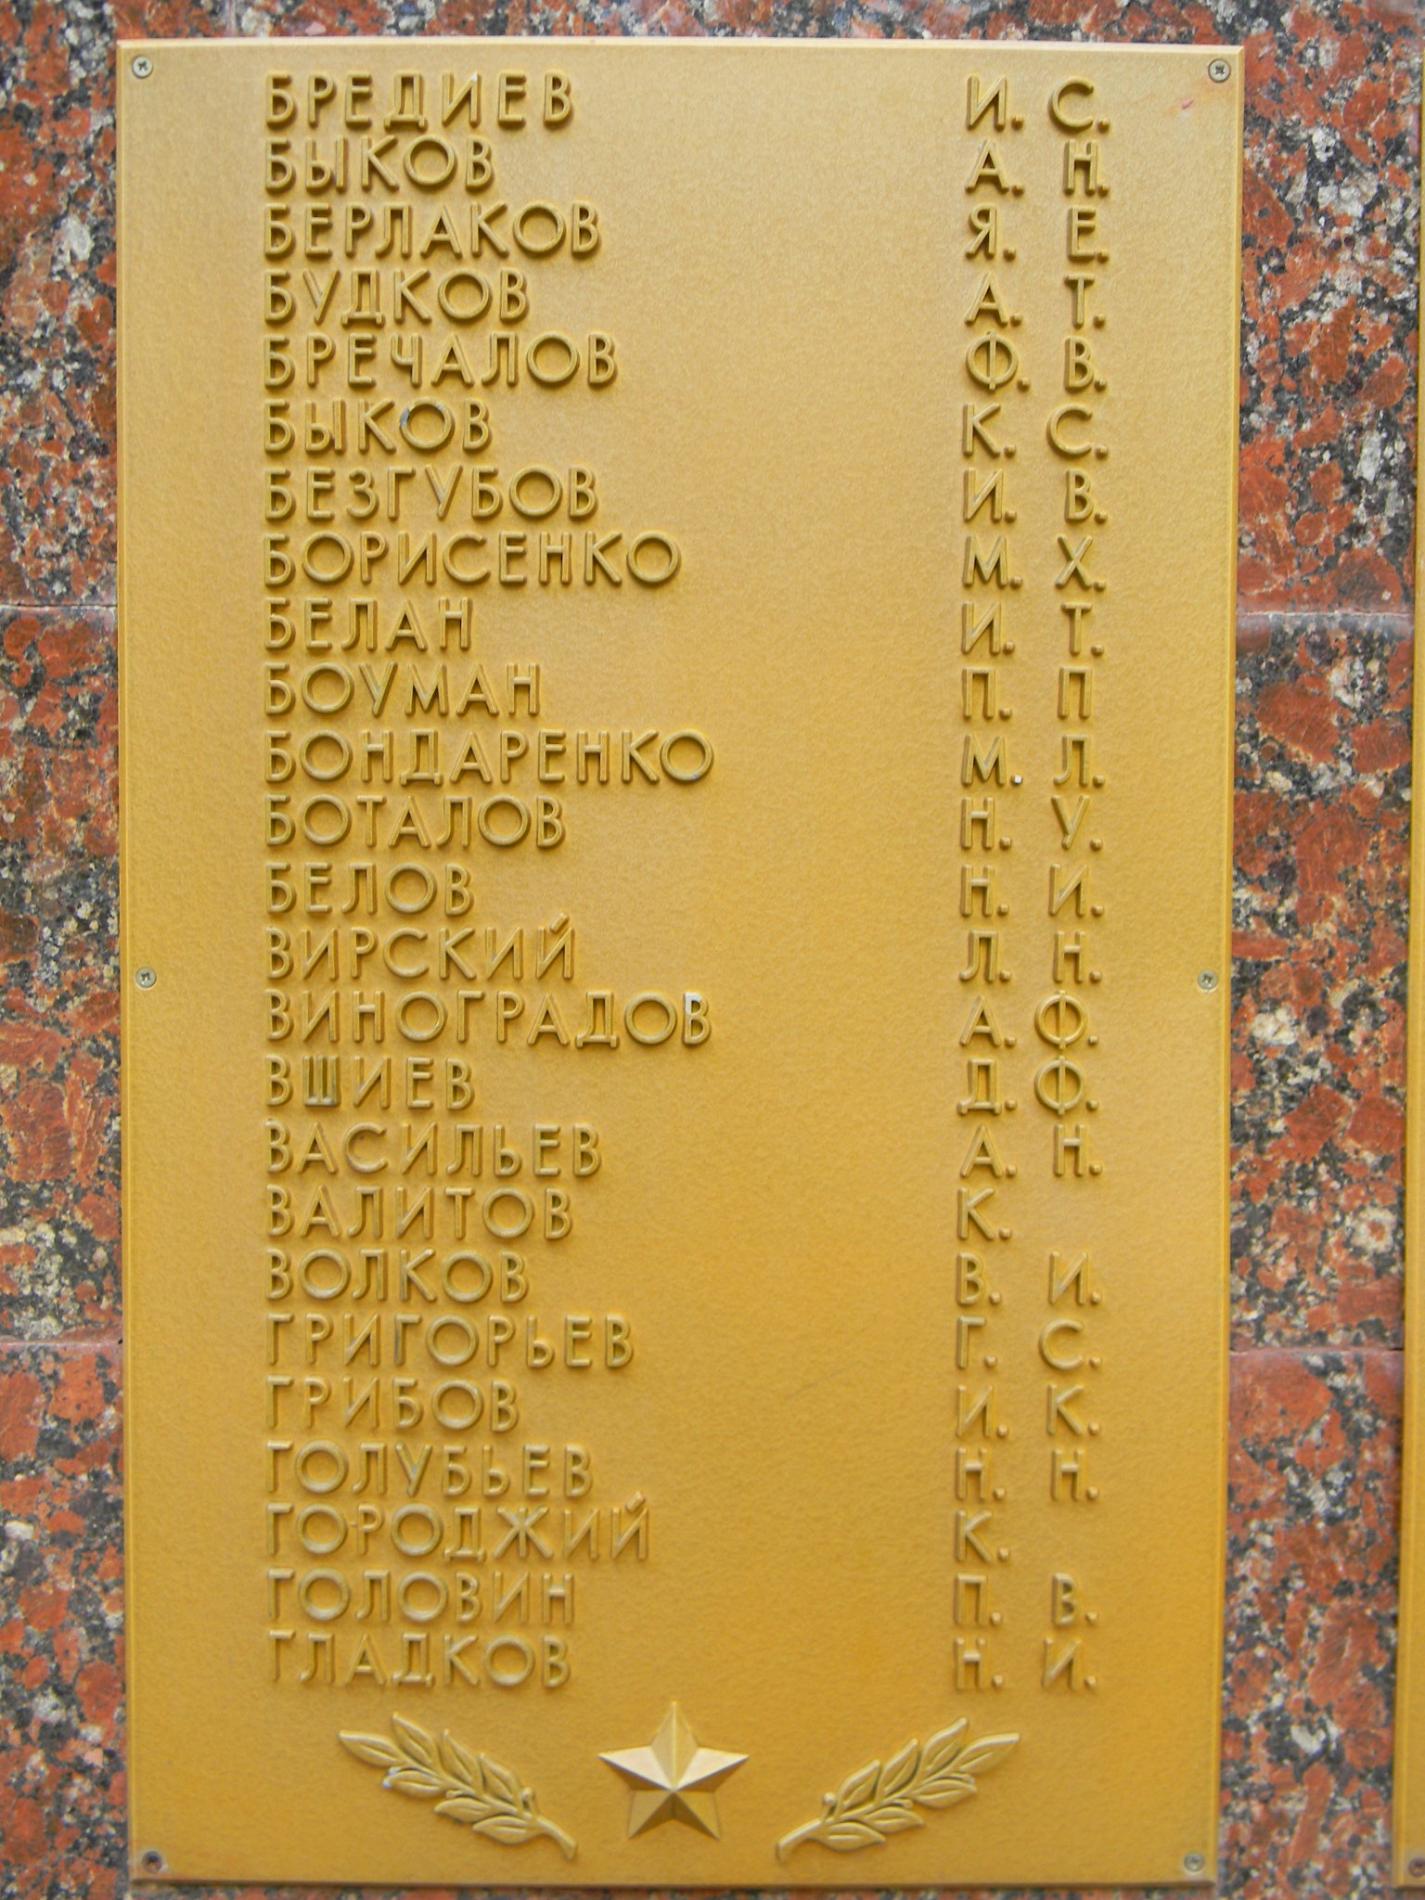 БРЕДИЕВ И. С.
БЫКОВ А. Н.
БЕРЛАКОВ Я. Е.
БУДКОВ А. Т.
БРЕЧАЛОВ Ф. В.
БЫКОВ К. С.
БЕЗГУБОВ И. В.
БОРИСЕНКО М. Х.
БЕЛАН И. Т.
БОУМАН П. П
БОНДАРЕНКО М. Л.
БОТАЛОВ Н. У.
БЕЛОВ Н. И.
ВИРСКИЙ Л. Н.
ВИНОГРАДОВ А. Ф.
ВШИЕВ Д. Ф.
ВАСИЛЬЕВ А. Н.
ВАЛИТОВ К.
ВОЛКОВ В. И.
ГРИГОРЬЕВ Г. С.
ГРИБОВ И. К.
ГОЛУБЬЕВ Н. Н.
ГОРОДЖИЙ К.
ГОЛОВИН П. В.
ГЛАДКОВ Н. И.